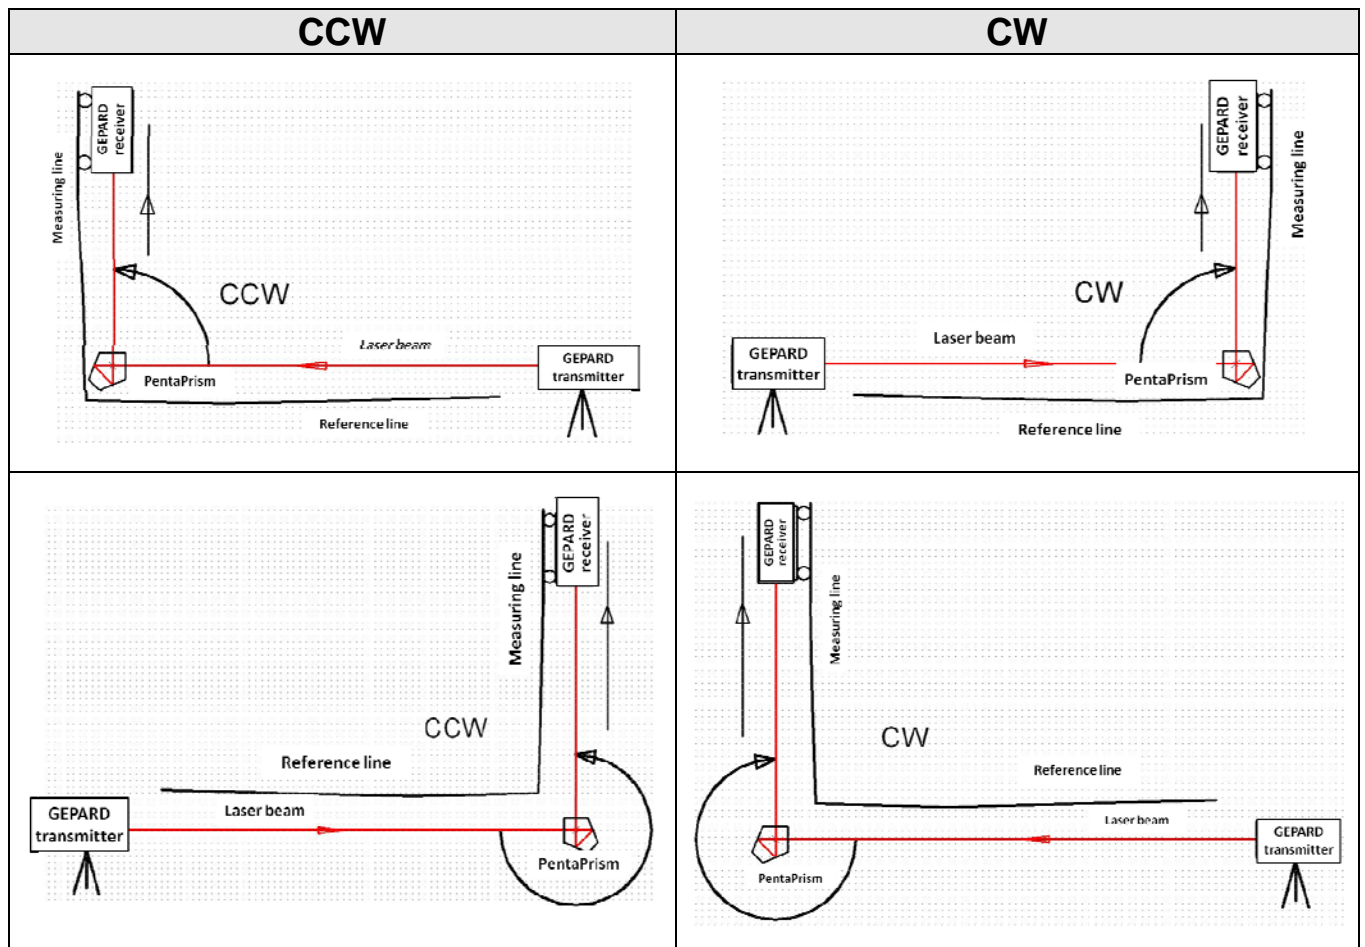 CCW
CW
GEPARD
receiver
Measuring line
CCW
Laser beam
GEPARD
transmitter
PentaPrism
Reference line
GEPARD
receiver
Measuring line
CW
Laser beam
GEPARD
transmitter
PentaPrism
Reference line
GEPARD
receiver
Measuring line
CCW
Reference line
Laser beam
GEPARD
transmitter
PentaPrism
GEPARD
receiver
Measuring line
CW
Reference line
Laser beam
GEPARD
transmitter
PentaPrism